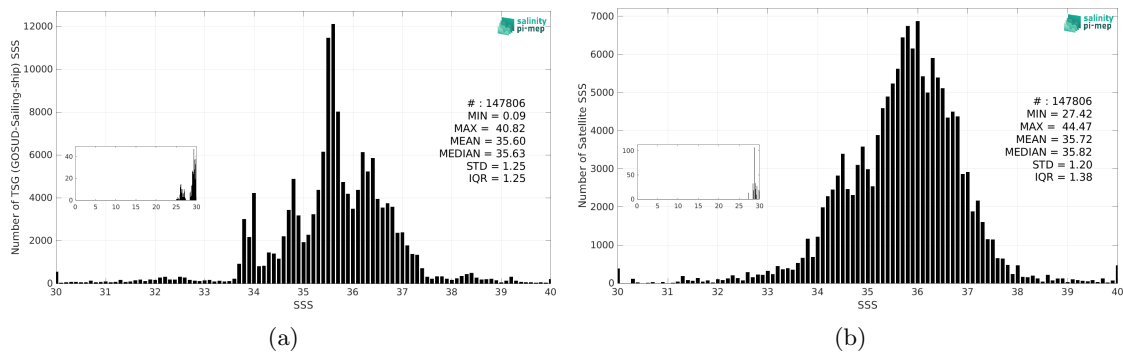 salinity
pi-mep
Number of TSG (GOSUD-Sailing-ship) SSS
12000
10000
8000
6000
4000
2000
0
# : 147806
MIN = 0.09
MAX = 40.82
MEAN = 35.60
MEDIAN = 35.63
STD = 1.25
IQR = 1.25
40
20
0
0 5 10 15 20 25 30
30 31 32 33 34 35 36 37 38 39 40
SSS
(a)
salinity
pi-mep
Number of Satellite SSS
7000
6000
5000
4000
3000
2000
1000
0
# : 147806
MIN = 27.42
MAX = 44.47
MEAN = 35.72
MEDIAN = 35.82
STD = 1.20
IQR = 1.38
100
50
0
0 5 10 15 20 25 30
30 31 32 33 34 35 36 37 38 39 40
SSS
(b)